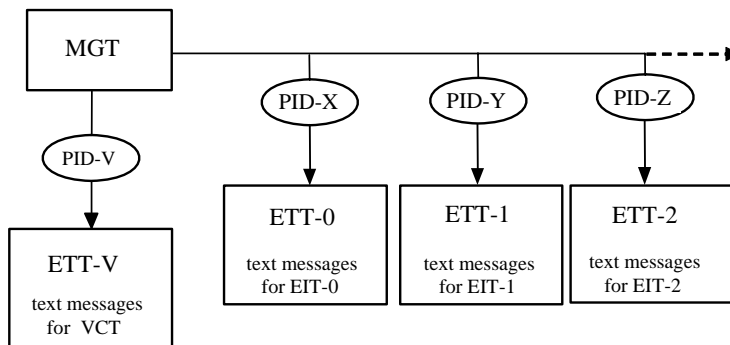 MGT
PID-X
PID-Y
PID-Z
PID-V
ETT-0
text messages
for EIT-0
ETT-1
text messages
for EIT-1
ETT-2
text messages
for EIT-2
ETT-V
text messages
for VCT